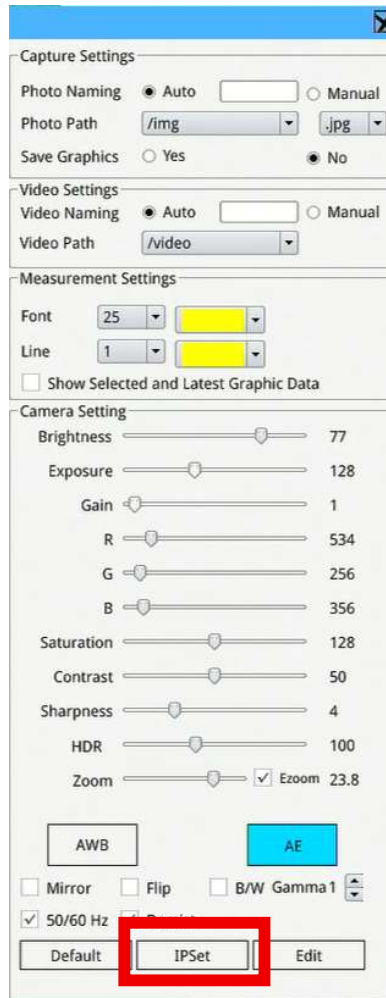 Capture Settings
Photo Naming Auto Manual
Photo Path /img .jpg
Save Graphics Yes No
Video Settings
Video Naming Auto Manual
Video Path /video
Measurement Settings
Font 25
Line 1
Show Selected and Latest Graphic Data
Camera Setting
Brightness 77
Exposure 128
Gain 1
R 534
G 256
B 356
Saturation 128
Contrast 50
Sharpness 4
HDR 100
Zoom Ezoom 23.8
AWB AE
Mirror Flip B/W Gamma1
50/60 Hz
Default IPSet Edit